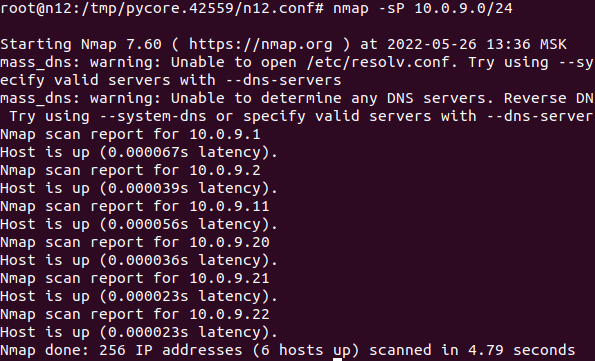 root@n12:/tmp/pycore.42559/n12.conf# nmap -sP 10.0.9.0/24
Starting Nmap 7.60 ( https://nmap.org ) at 2022-05-26 13:36 MSK
mass_dns: warning: Unable to open /etc/resolv.conf. Try using --sy
ecify valid servers with --dns-servers
mass_dns: warning: Unable to determine any DNS servers. Reverse DN
 Try using --system-dns or specify valid servers with --dns-server
Nmap scan report for 10.0.9.1
Host is up (0.000067s latency).
Nmap scan report for 10.0.9.2
Host is up (0.000039s latency).
Nmap scan report for 10.0.9.11
Host is up (0.000056s latency).
Nmap scan report for 10.0.9.20
Host is up (0.000036s latency).
Nmap scan report for 10.0.9.21
Host is up (0.000023s latency).
Nmap scan report for 10.0.9.22
Host is up (0.000023s latency).
Nmap done: 256 IP addresses (6 hosts up) scanned in 4.79 seconds